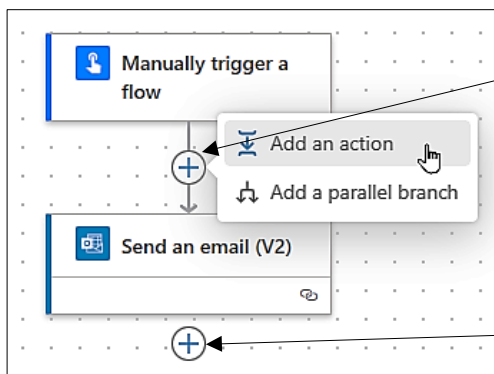 Manually trigger a
flow
Add an action
Add a parallel branch
Send an email (V2)